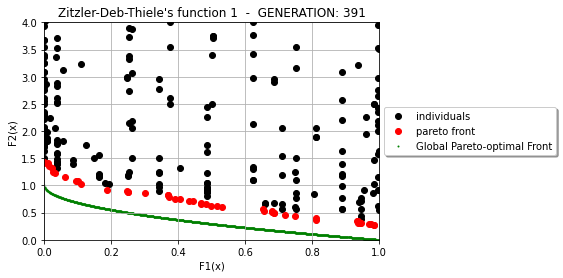 Zitzler-Deb-Thiele's function 1 - GENERATION: 391
4.0
3.5
3.0
2.5
2.0
1.5
1.0
0.5
0.0
F2(x)
0.0 0.2 0.4 0.6 0.8 1.0
F1(x)
individuals
pareto front
Global Pareto-optimal Front